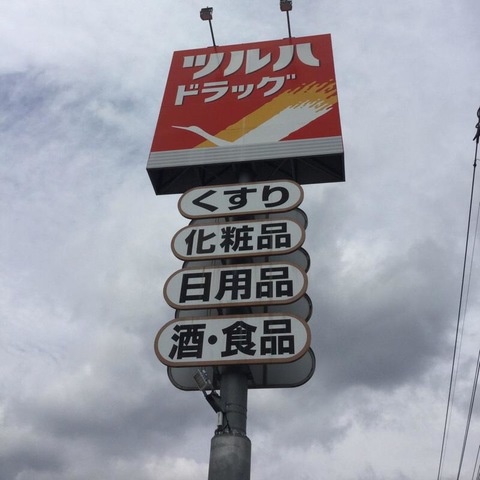 ツルハ
ドラッグ
くすり
化粧品
日用品
酒・食品